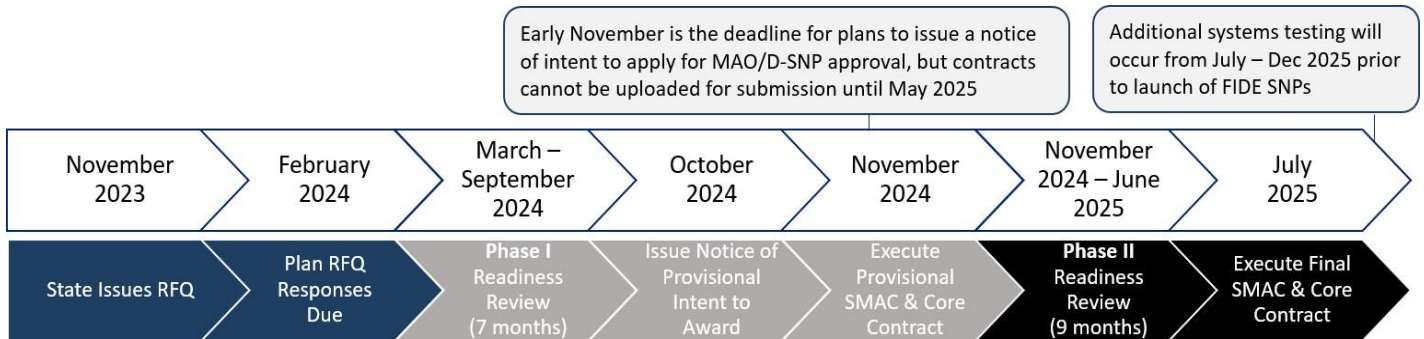 Early November is the deadline for plans to issue a notice
of intent to apply for MAO/D-SNP approval, but contracts
cannot be uploaded for submission until May 2025
Additional systems testing will
occur from July – Dec 2025 prior
to launch of FIDE SNPs
November
2023
February
2024
March –
September
2024
October
2024
November
2024
November
2024 – June
2025
July
2025
State Issues RFQ
Plan RFQ
Responses
Due
Phase I
Readiness
Review
(7 months)
Issue Notice of
Provisional
Intent to
Award
Execute
Provisional
SMAC & Core
Contract
Phase II
Readiness
Review
(9 months)
Execute Final
SMAC & Core
Contract